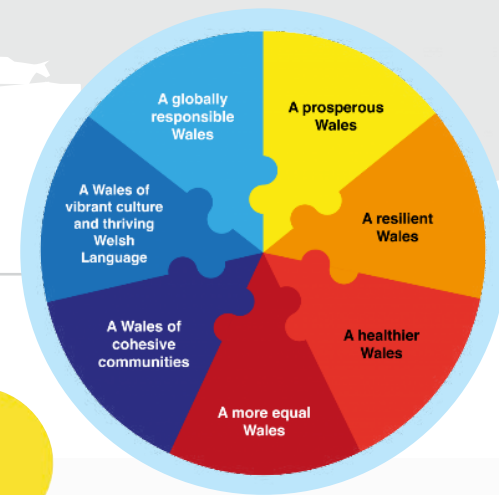 A prosperous
Wales
A resilient
Wales
A healthier
Wales
A more equal
Wales
A Wales of
cohesive
communities
A Wales of
vibrant culture
and thriving
Welsh
Language
A globally
responsible
Wales